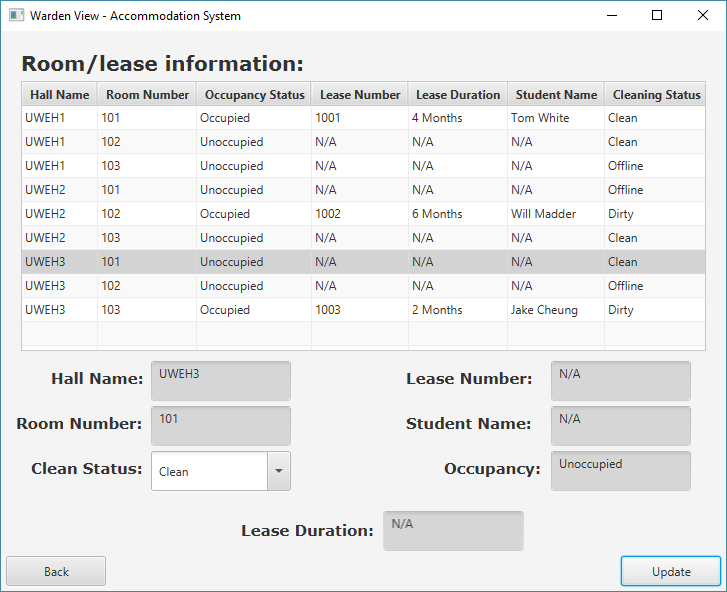 Warden View - Accommodation System
Room/lease information:
Hall Name Room Number Occupancy Status Lease Number Lease Duration Student Name Cleaning Status
UWEH1 101 Occupied 1001 4 Months Tom White Clean
UWEH1 102 Unoccupied N/A N/A N/A Clean
UWEH1 103 Unoccupied N/A N/A N/A Offline
UWEH2 101 Unoccupied N/A N/A N/A Offline
UWEH2 102 Occupied 1002 6 Months Will Madder Dirty
UWEH2 103 Unoccupied N/A N/A N/A Clean
UWEH3 101 Unoccupied N/A N/A N/A Clean
UWEH3 102 Unoccupied N/A N/A N/A Offline
UWEH3 103 Occupied 1003 2 Months Jake Cheung Dirty
Hall Name: UWEH3 Lease Number: N/A
Room Number: 101 Student Name: N/A
Clean Status: Clean Occupancy: Unoccupied
Lease Duration: N/A
Back Update